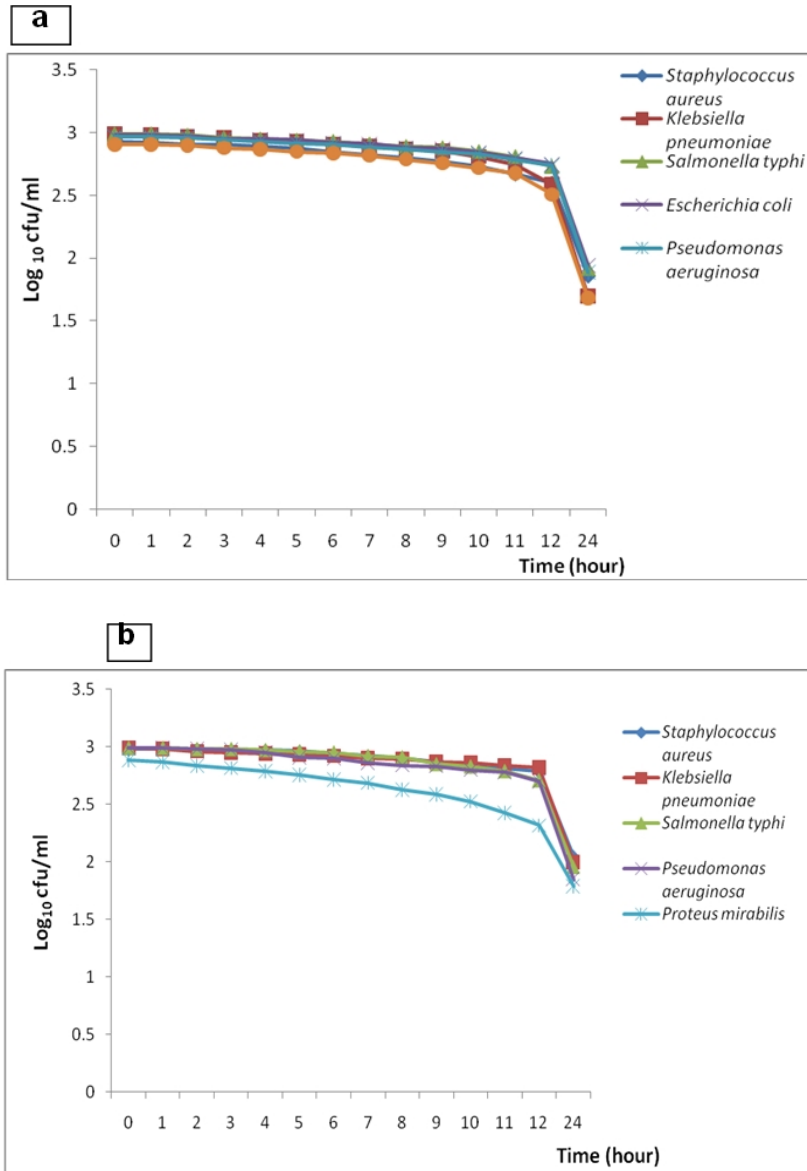 a
3.5
3
2.5
2
1.5
1
0.5
0
Log 10 cfu/ml
0 1 2 3 4 5 6 7 8 9 10 11 12 24
Time (hour)
Staphylococcus
aureus
Klebsiella
pneumoniae
Salmonella typhi
Escherichia coli
Pseudomonas
aeruginosa
b
3.5
3
2.5
2
1.5
1
0.5
0
Log10 cfu/ml
0 1 2 3 4 5 6 7 8 9 10 11 12 24
Time (hour)
Staphylococcus
aureus
Klebsiella
pneumoniae
Salmonella typhi
Pseudomonas
aeruginosa
Proteus mirabilis